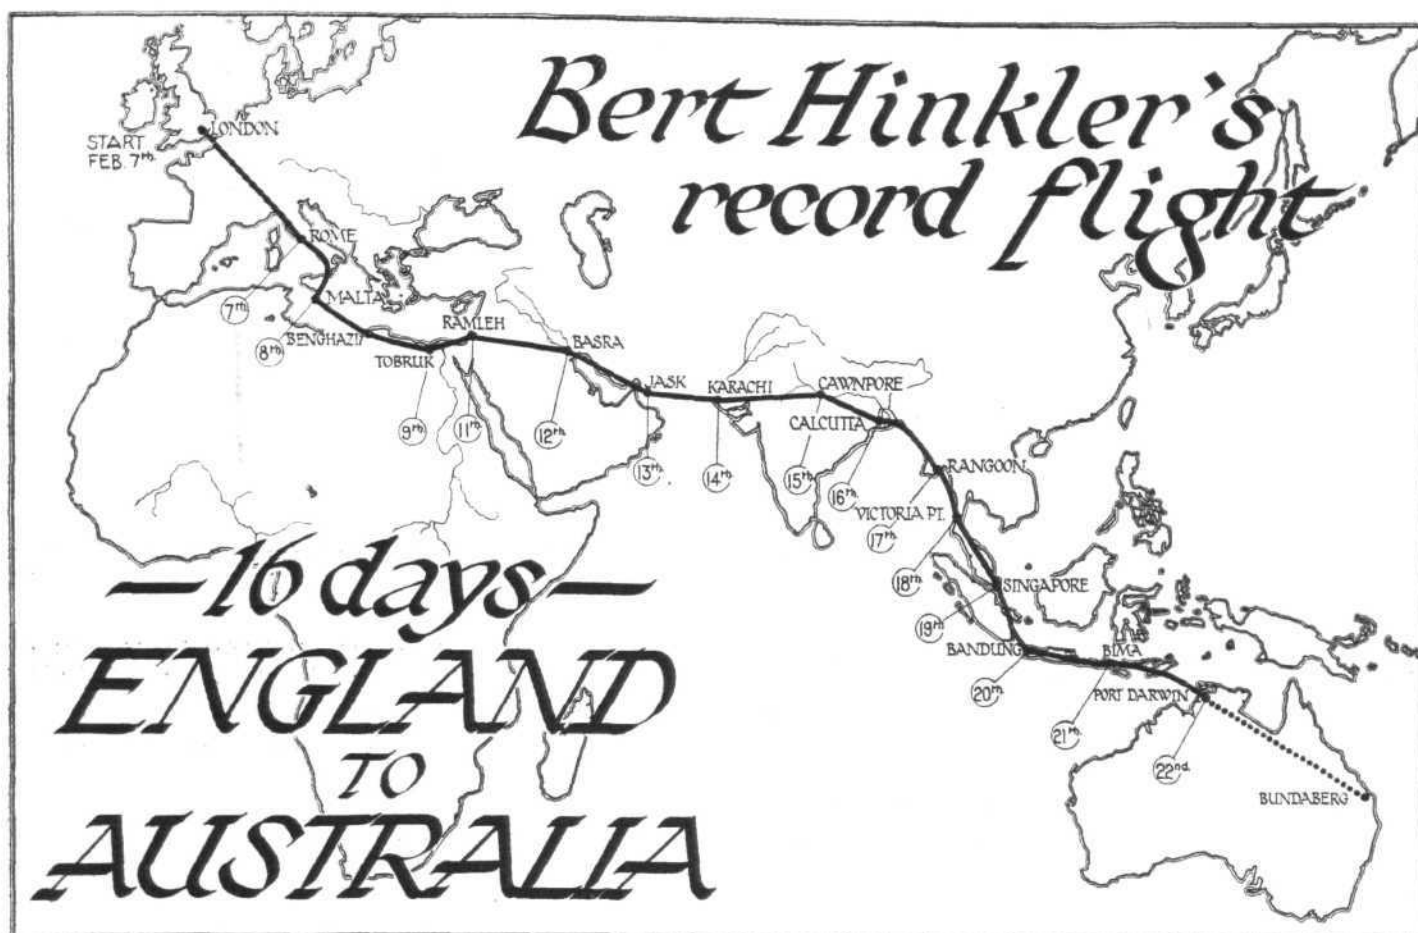 Bert Hinkler's
record flight
LONDON
START
FEB. 7TH.
ROME
7TH.
MALTA
8TH.
BENGHAZI
TOBRUK
9TH.
RAMLEH
11TH.
BASRA
12TH.
JASK
13TH.
KARACHI
14TH.
CAWNPORE
15TH.
CALCUTTA
16TH.
RANGOON
17TH.
VICTORIA PT.
18TH.
SINGAPORE
19TH.
BANDUNG
20TH.
BIMA
21ST.
PORT DARWIN
22nd.
BUNDABERG
—16 days—
ENGLAND
TO
AUSTRALIA